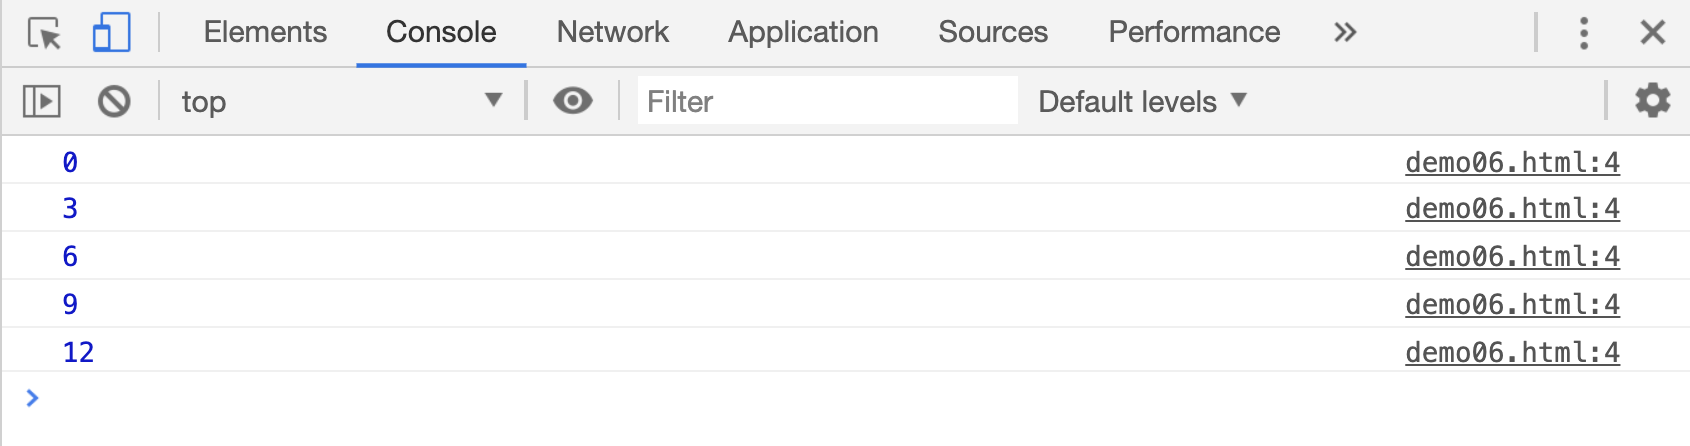 Elements Console Network Application Sources Performance »
top Filter Default levels
0 demo06.html:4
3 demo06.html:4
6 demo06.html:4
9 demo06.html:4
12 demo06.html:4